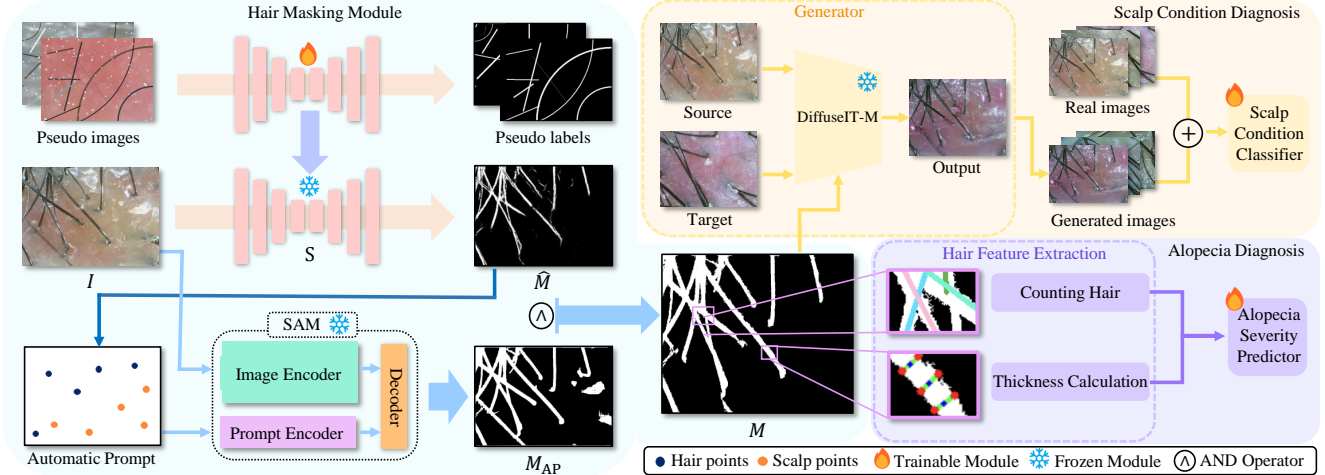 Hair Masking Module
Pseudo images
Pseudo labels
I
S
M̂
SAM
Image Encoder
Prompt Encoder
Decoder
Automatic Prompt
M_AP
∧
M
Generator
Source
Target
DiffuseIT-M
Output
Scalp Condition Diagnosis
Real images
+
Generated images
Scalp
Condition
Classifier
Alopecia Diagnosis
Hair Feature Extraction
Counting Hair
Thickness Calculation
Alopecia
Severity
Predictor
Hair points Scalp points Trainable Module Frozen Module ∧ AND Operator